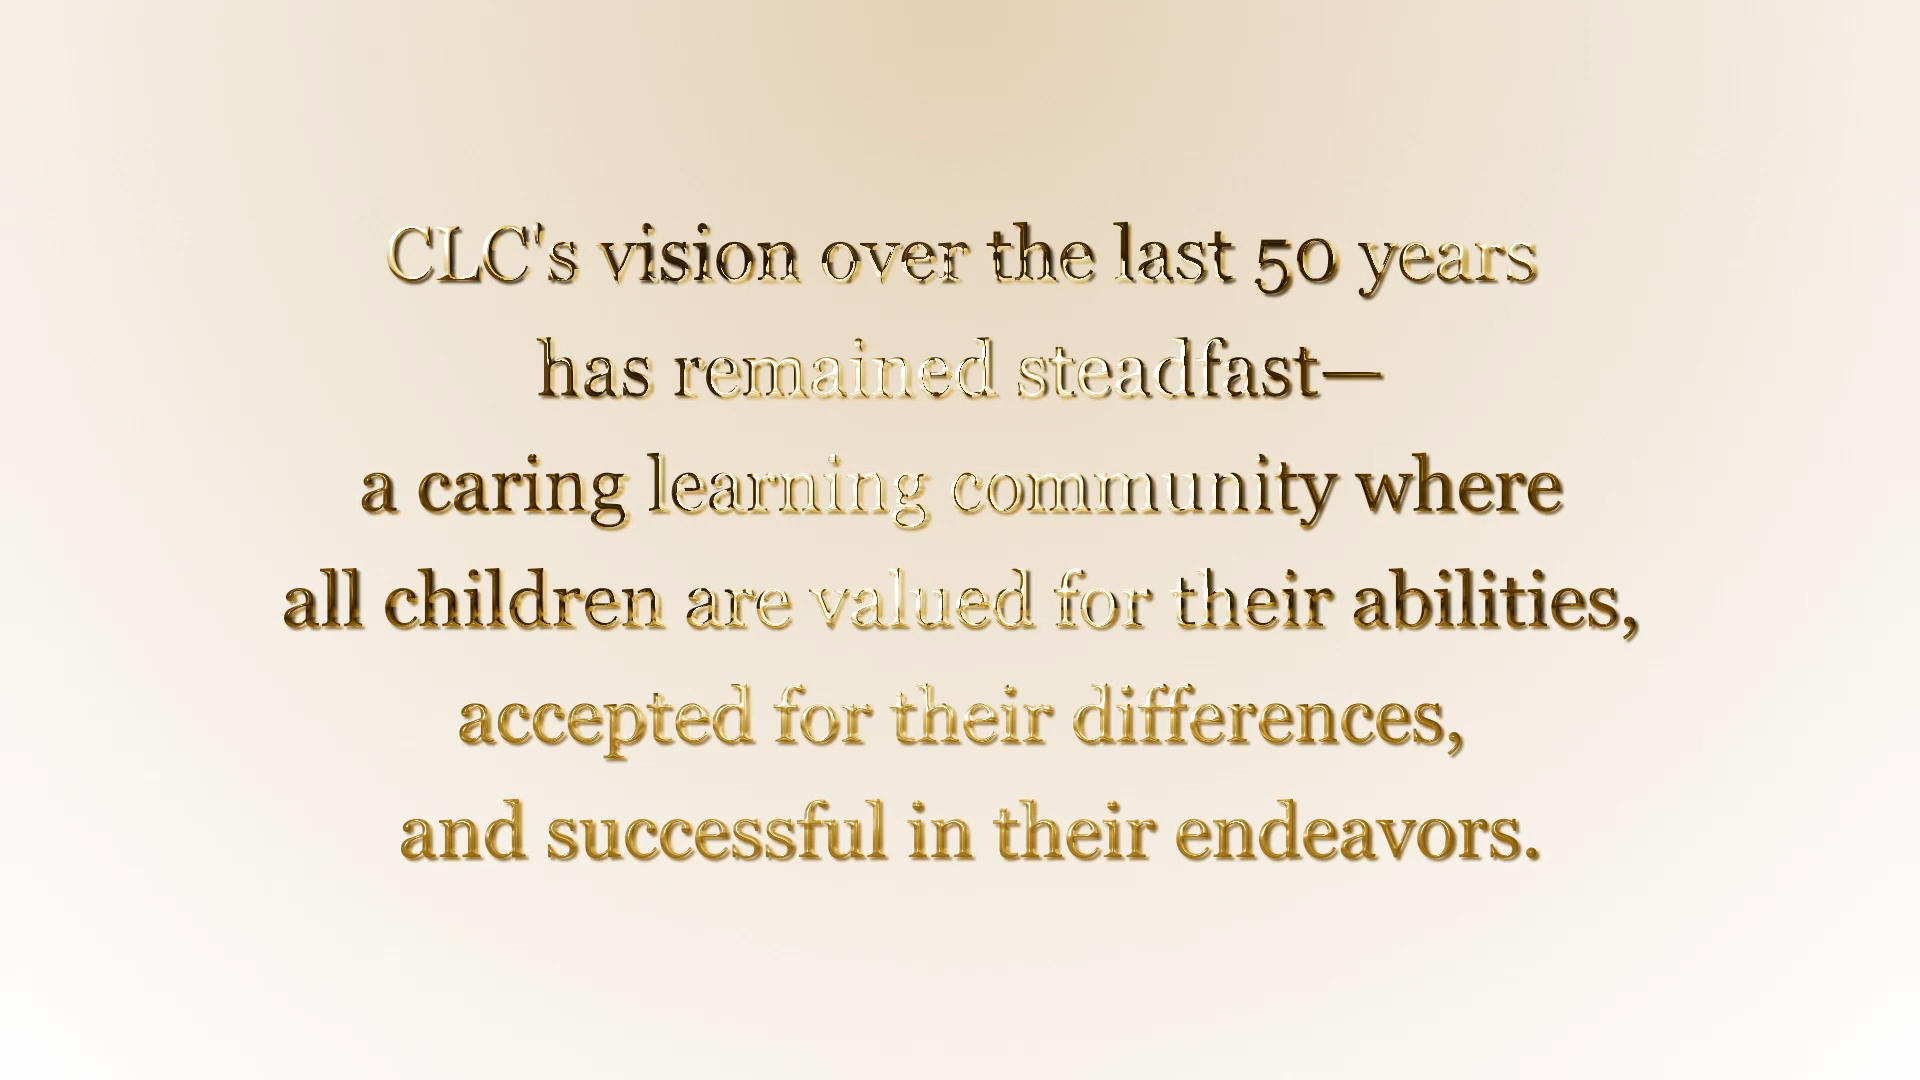 CLC's vision over the last 50 years
has remained steadfast—
a caring learning community where
all children are valued for their abilities,
accepted for their differences,
and successful in their endeavors.